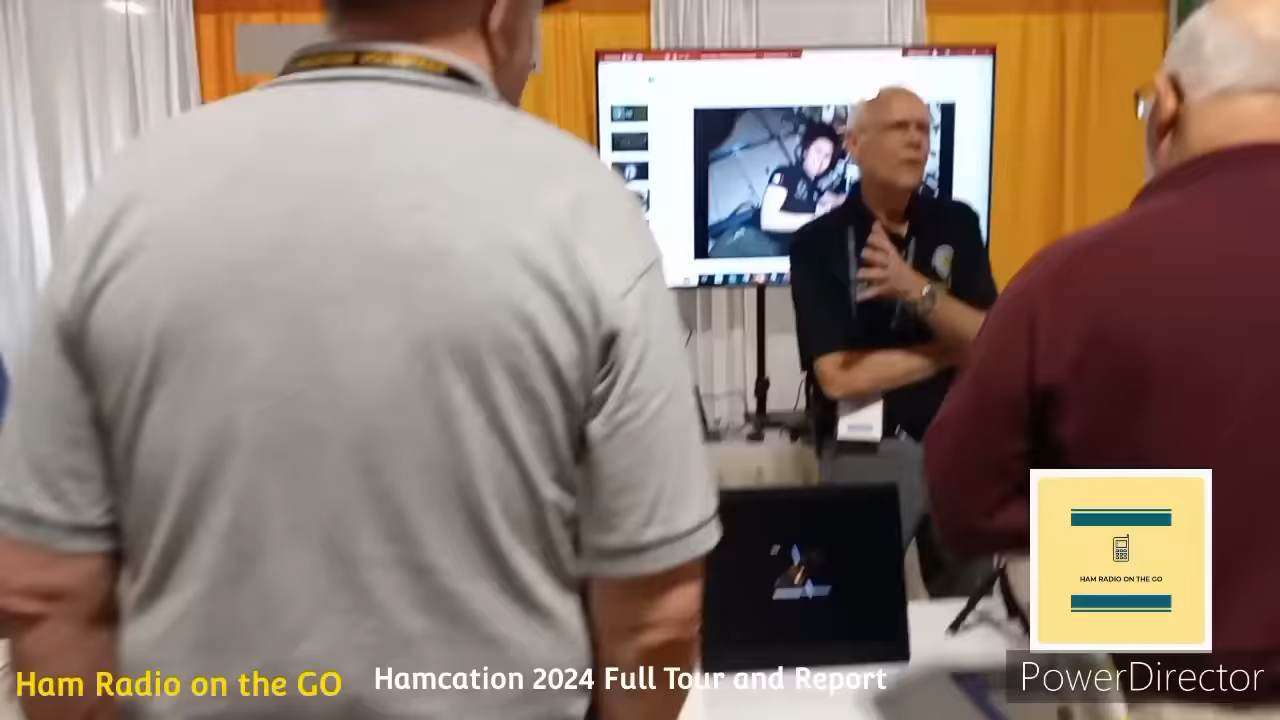 HAM RADIO ON THE GO
Ham Radio on the GO
Hamcation 2024 Full Tour and Report
PowerDirector